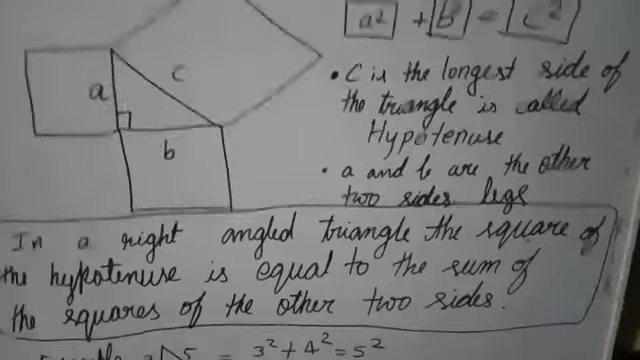 a² + b² = c²
a
c
b
• C is the longest side of
the triangle is called
Hypotenuse
• a and b are the other
two sides legs
In a right angled triangle the square of
the hypotenuse is equal to the sum of
the squares of the other two sides.
5 = 3² + 4² = 5²